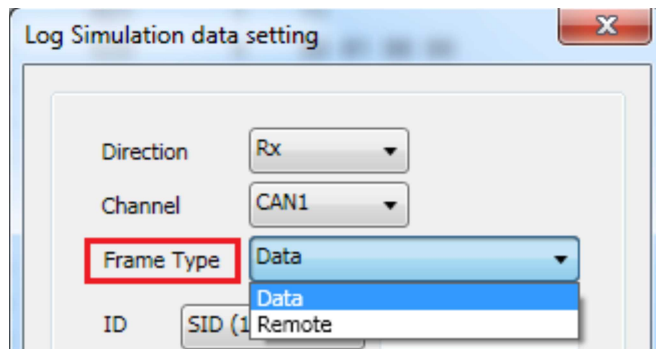 Log Simulation data setting
Direction Rx
Channel CAN1
Frame Type Data
Data
ID SID (1
Remote